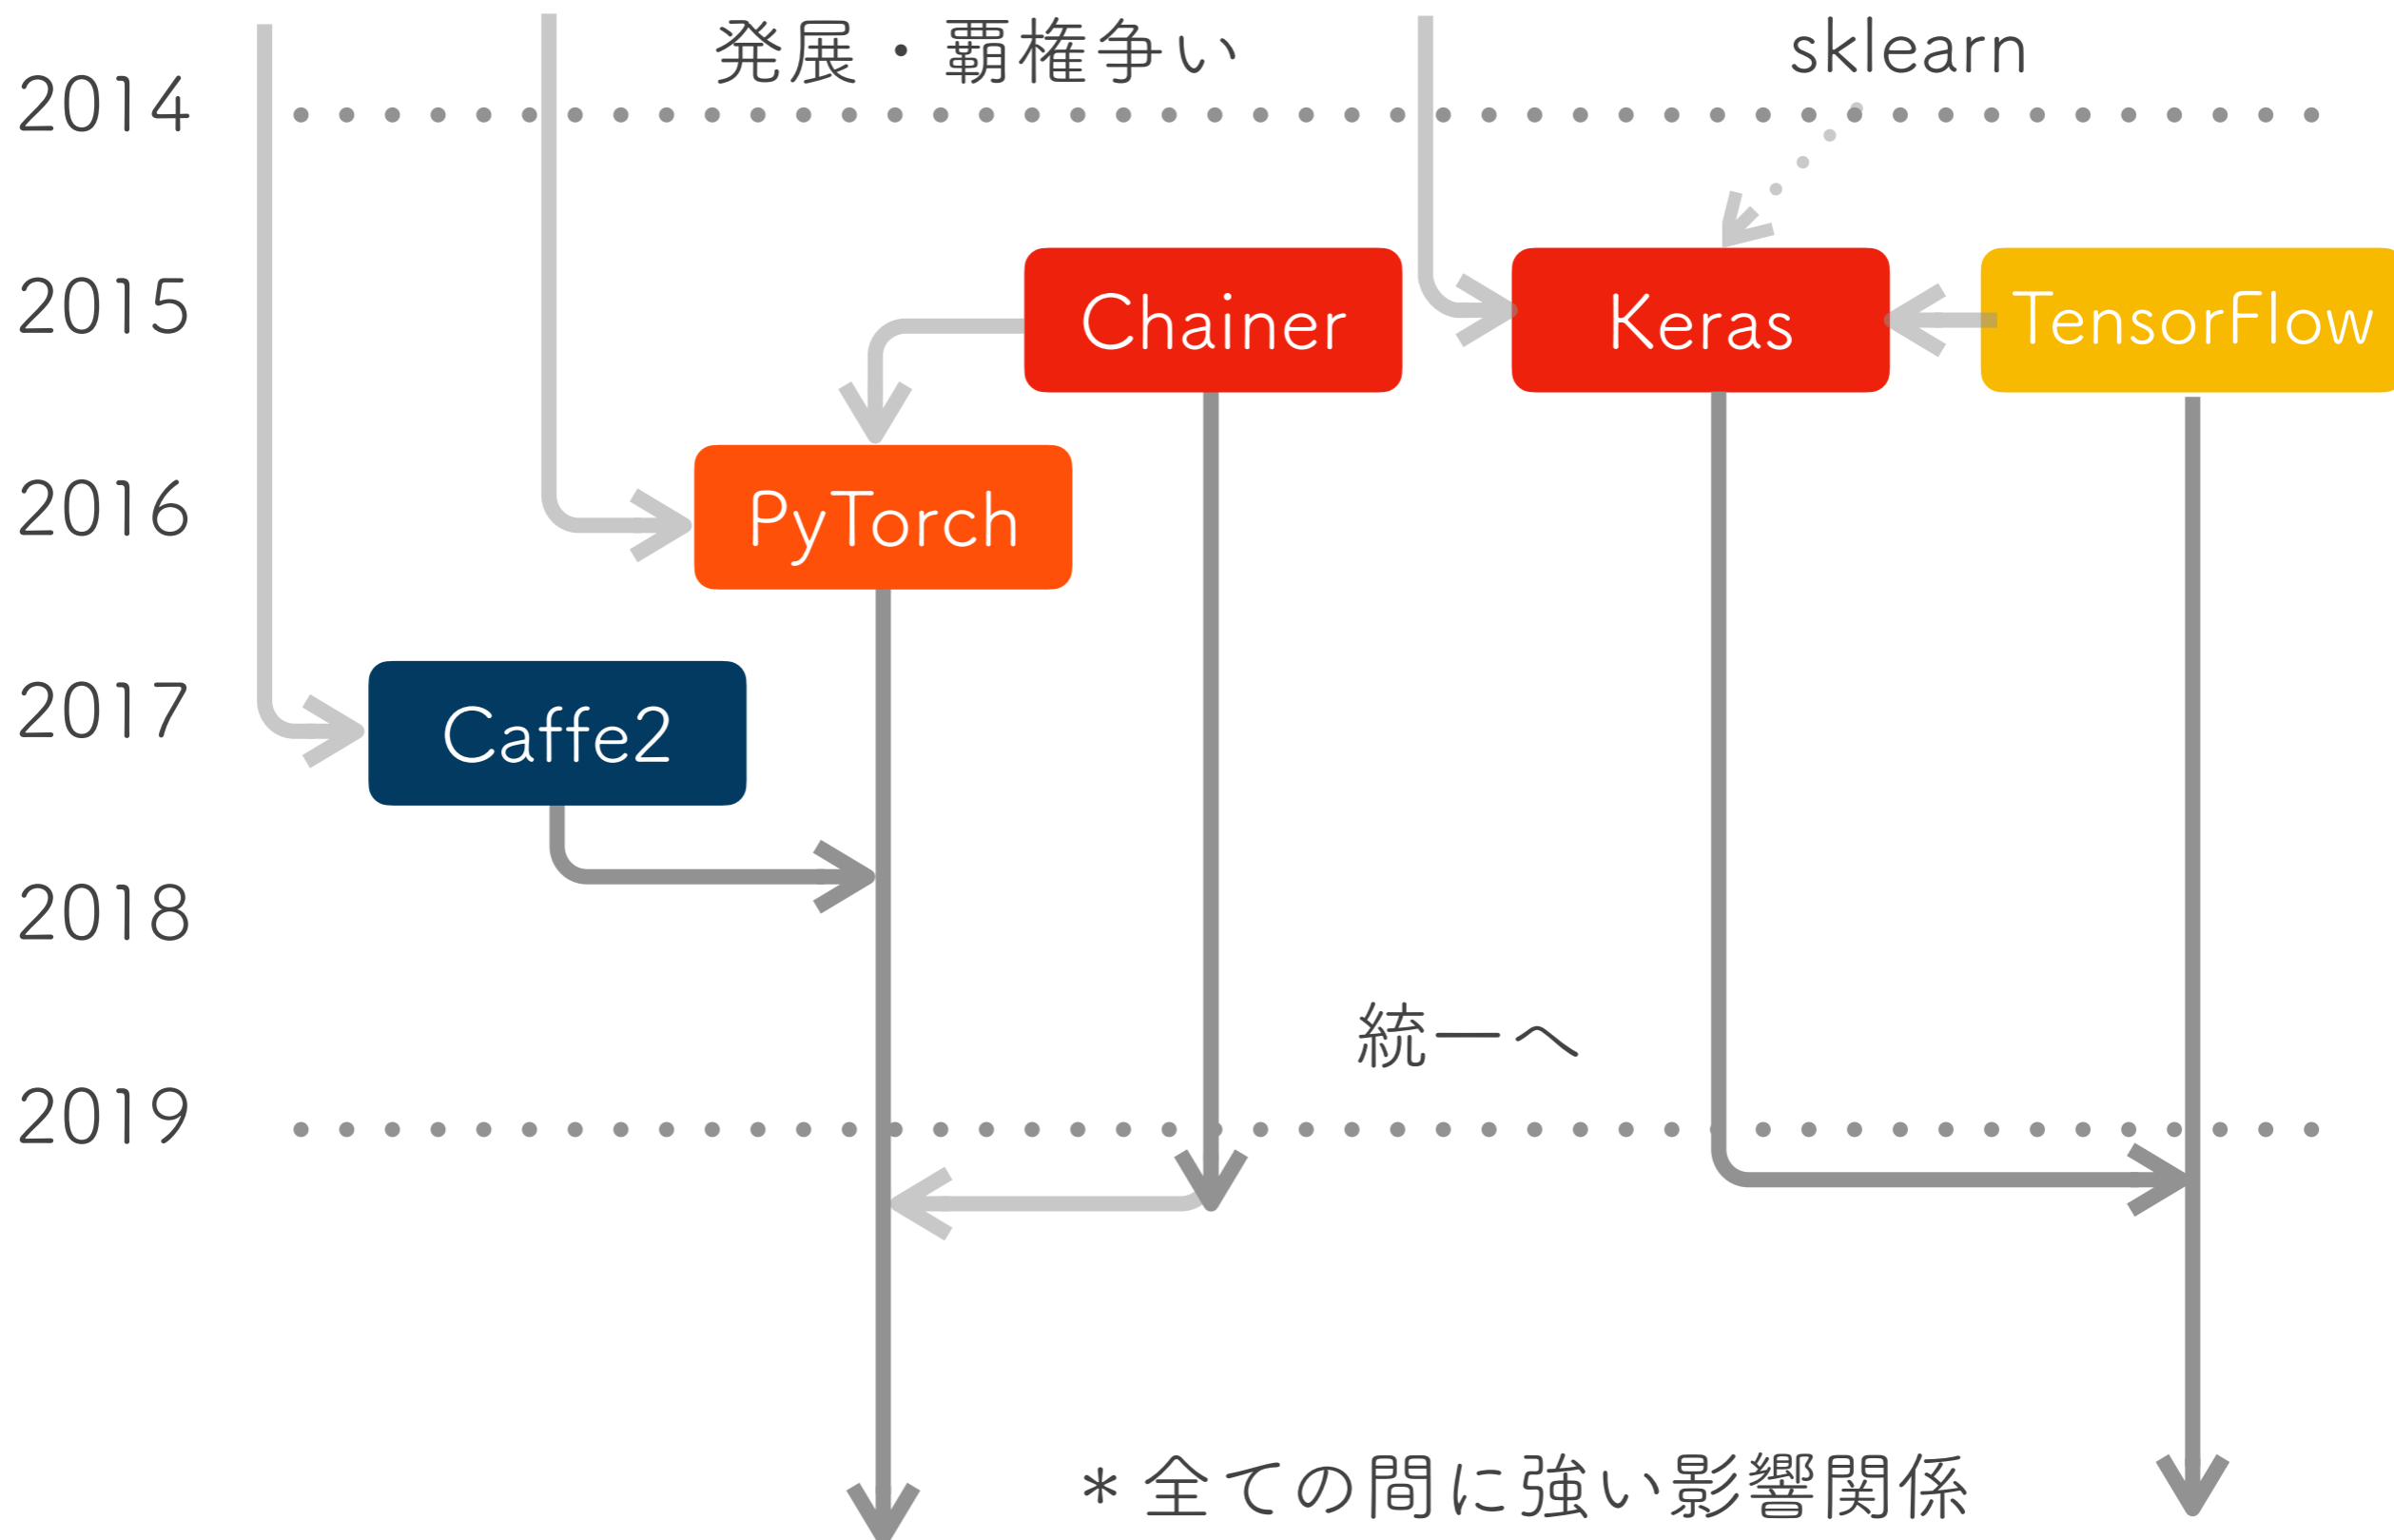 発展・覇権争い
sklearn
2014
2015
Chainer
Keras
TensorFlow
2016
PyTorch
2017
Caffe2
2018
統一へ
2019
* 全ての間に強い影響関係